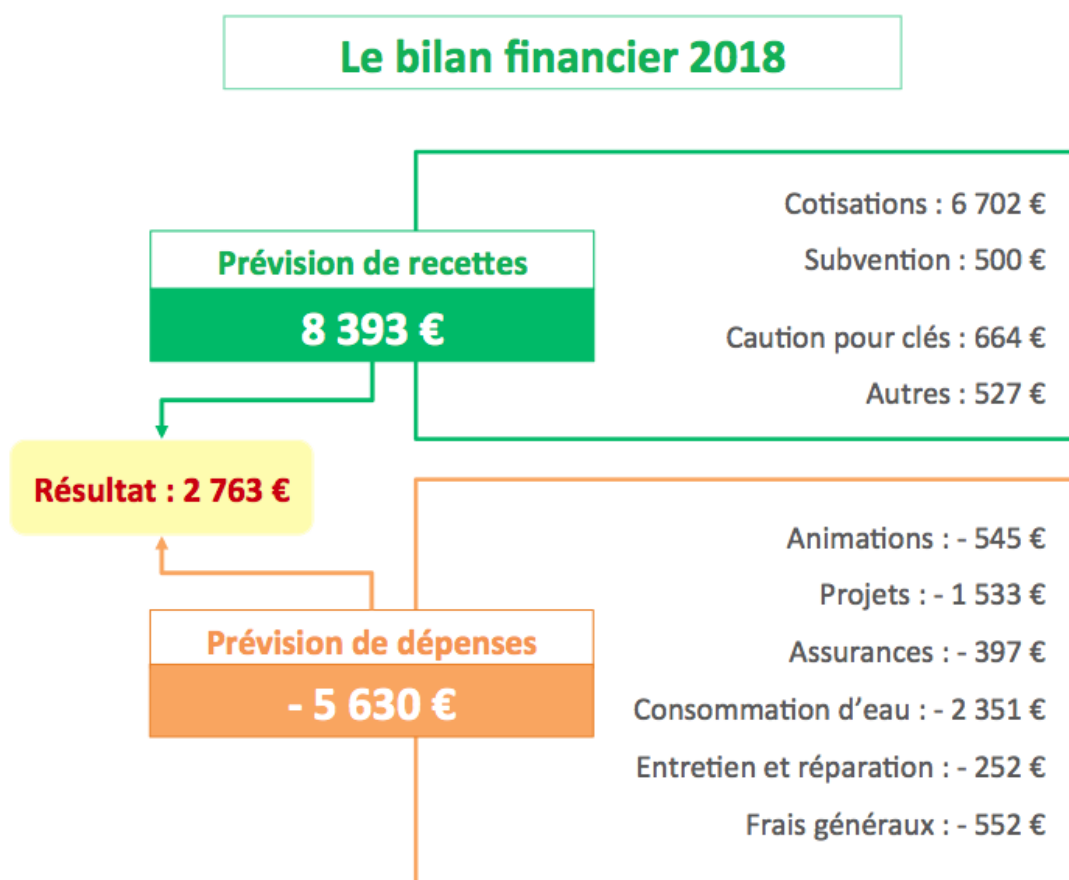 Le bilan financier 2018
Cotisations : 6 702 €
Subvention : 500 €
Caution pour clés : 664 €
Autres : 527 €
Prévision de recettes
8 393 €
Résultat : 2 763 €
Animations : - 545 €
Projets : - 1 533 €
Assurances : - 397 €
Consommation d’eau : - 2 351 €
Entretien et réparation : - 252 €
Frais généraux : - 552 €
Prévision de dépenses
- 5 630 €